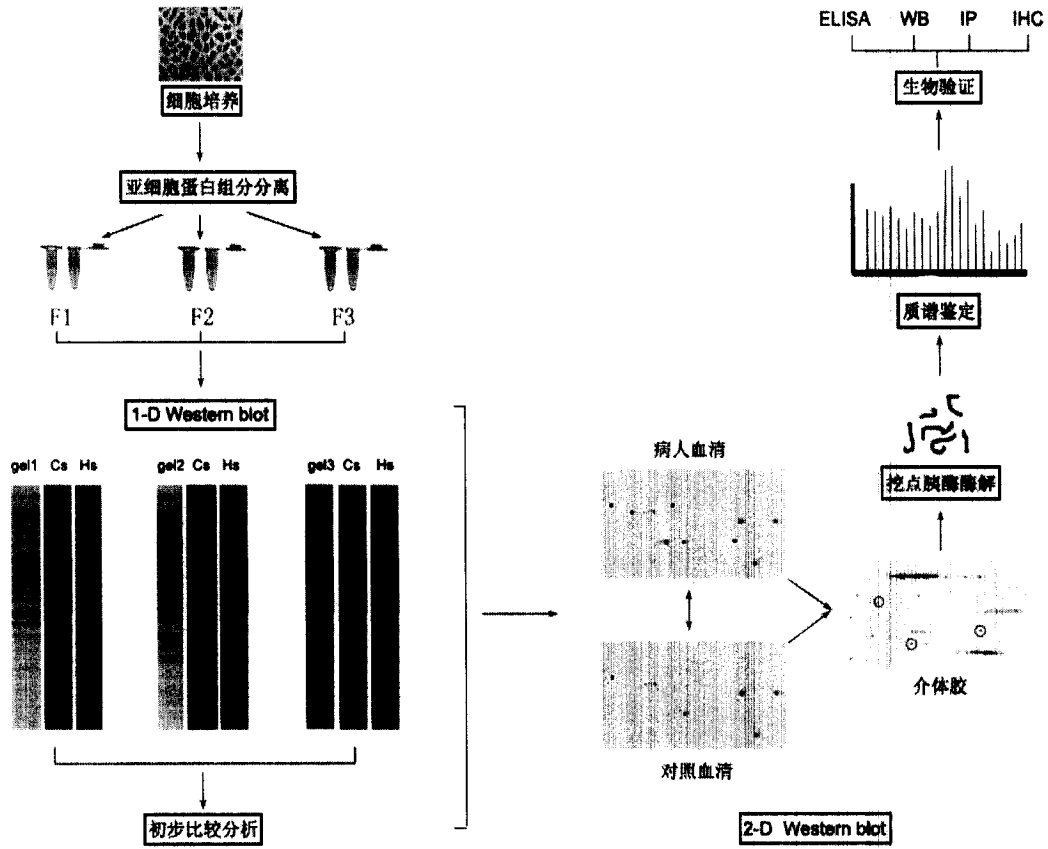 细胞培养
亚细胞蛋白组分分离
F1 F2 F3
1-D Western blot
gel1 Cs Hs gel2 Cs Hs gel3 Cs Hs
初步比较分析
病人血清
对照血清
2-D Western blot
介体胶
挖点胰酶酶解
质谱鉴定
生物验证
ELISA WB IP IHC